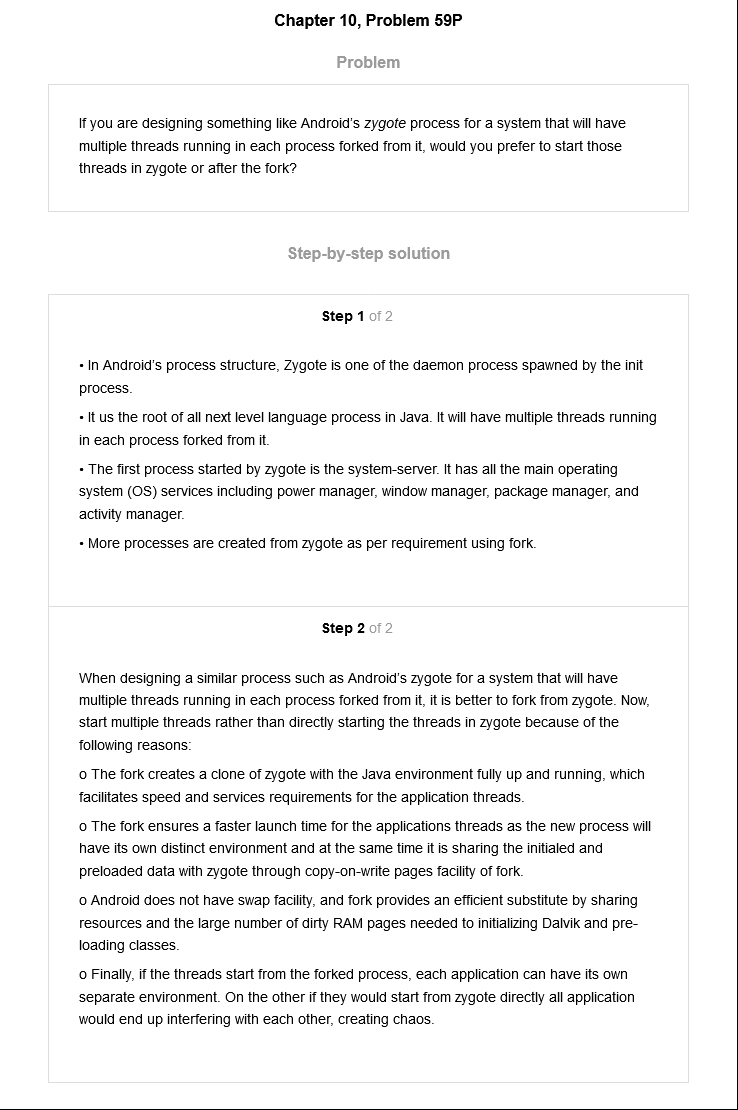 Chapter 10, Problem 59P
Problem
If you are designing something like Android's zygote process for a system that will have
multiple threads running in each process forked from it, would you prefer to start those
threads in zygote or after the fork?
Step-by-step solution
Step 1 of 2
• In Android's process structure, Zygote is one of the daemon process spawned by the init
process.
• It us the root of all next level language process in Java. It will have multiple threads running
in each process forked from it.
• The first process started by zygote is the system-server. It has all the main operating
system (OS) services including power manager, window manager, package manager, and
activity manager.
• More processes are created from zygote as per requirement using fork.
Step 2 of 2
When designing a similar process such as Android's zygote for a system that will have
multiple threads running in each process forked from it, it is better to fork from zygote. Now,
start multiple threads rather than directly starting the threads in zygote because of the
following reasons:
o The fork creates a clone of zygote with the Java environment fully up and running, which
facilitates speed and services requirements for the application threads.
o The fork ensures a faster launch time for the applications threads as the new process will
have its own distinct environment and at the same time it is sharing the initialed and
preloaded data with zygote through copy-on-write pages facility of fork.
o Android does not have swap facility, and fork provides an efficient substitute by sharing
resources and the large number of dirty RAM pages needed to initializing Dalvik and pre-
loading classes.
o Finally, if the threads start from the forked process, each application can have its own
separate environment. On the other if they would start from zygote directly all application
would end up interfering with each other, creating chaos.